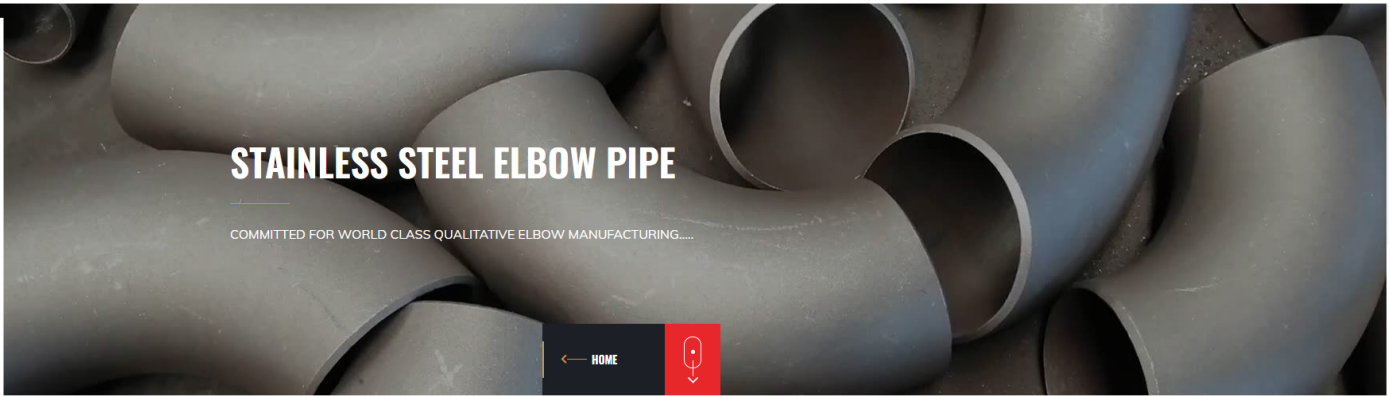 STAINLESS STEEL ELBOW PIPE
COMMITTED FOR WORLD CLASS QUALITATIVE ELBOW MANUFACTURING.....
HOME